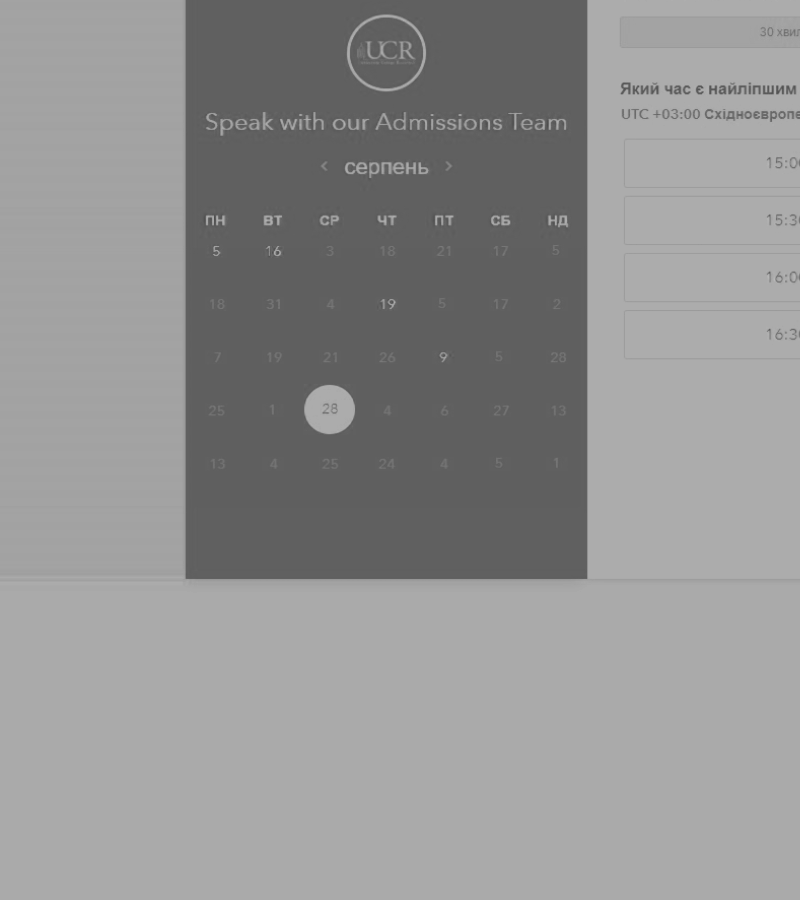 UCR
Speak with our Admissions Team
‹ серпень ›
ПН ВТ СР ЧТ ПТ СБ НД
5 16 3 18 21 17 5
18 31 4 19 5 17 2
7 19 21 26 9 5 28
25 1 28 4 6 27 13
13 4 25 24 4 5 1
30
Який час є найліпшим
UTC +03:00
15:0
15:3
16:0
16:3